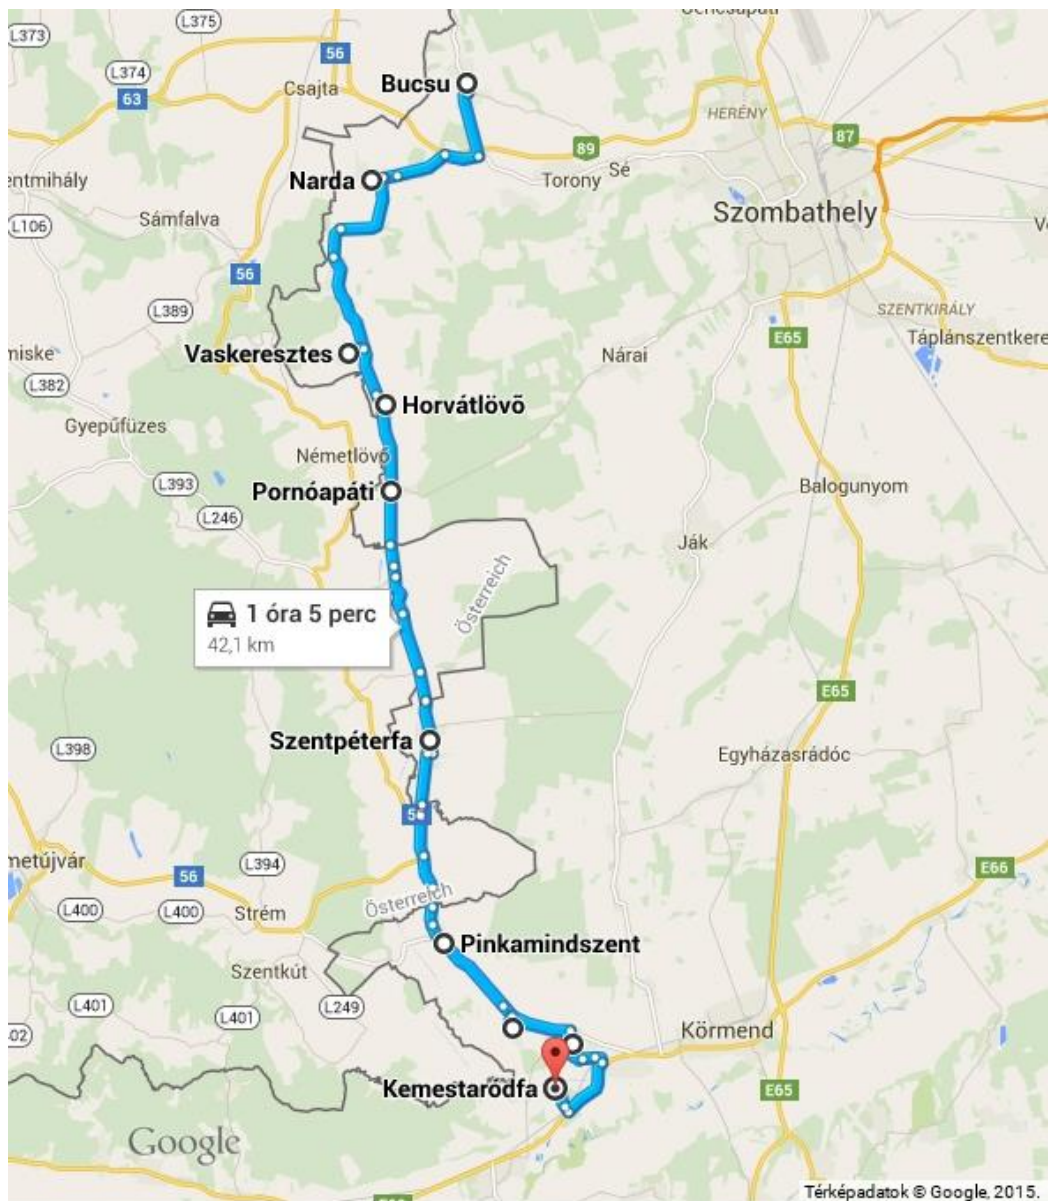 L373
L375
L374
63
56
Csajta
Bucsu
HERÉNY
87
89
Torony
Sé
Narda
Sámfalva
L106
Szombathely
56
L389
SZENTKIRÁLY
Táplánszentkere
E65
Nárai
Vaskeresztes
miske
L382
Horvátlövő
Gyepűfüzes
Németlövő
L393
L246
Pornóapáti
Balogunyom
Ják
Österreich
1 óra 5 perc
42,1 km
E65
Szentpéterfa
L398
Egyházasrádóc
metújvár
L394
56
E66
L400
L400
Strém
Österreich
Pinkamindszent
Szentkút
L401
L401
L249
Körmend
Kemestaródfa
E65
Google
Térképadatok © Google, 2015.